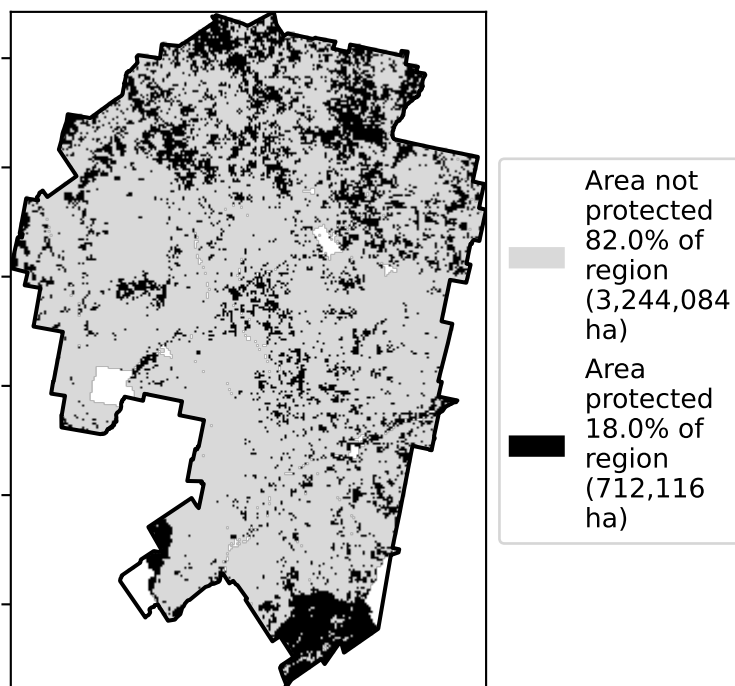 Area not
protected
82.0% of
region
(3,244,084
ha)
Area
protected
18.0% of
region
(712,116
ha)